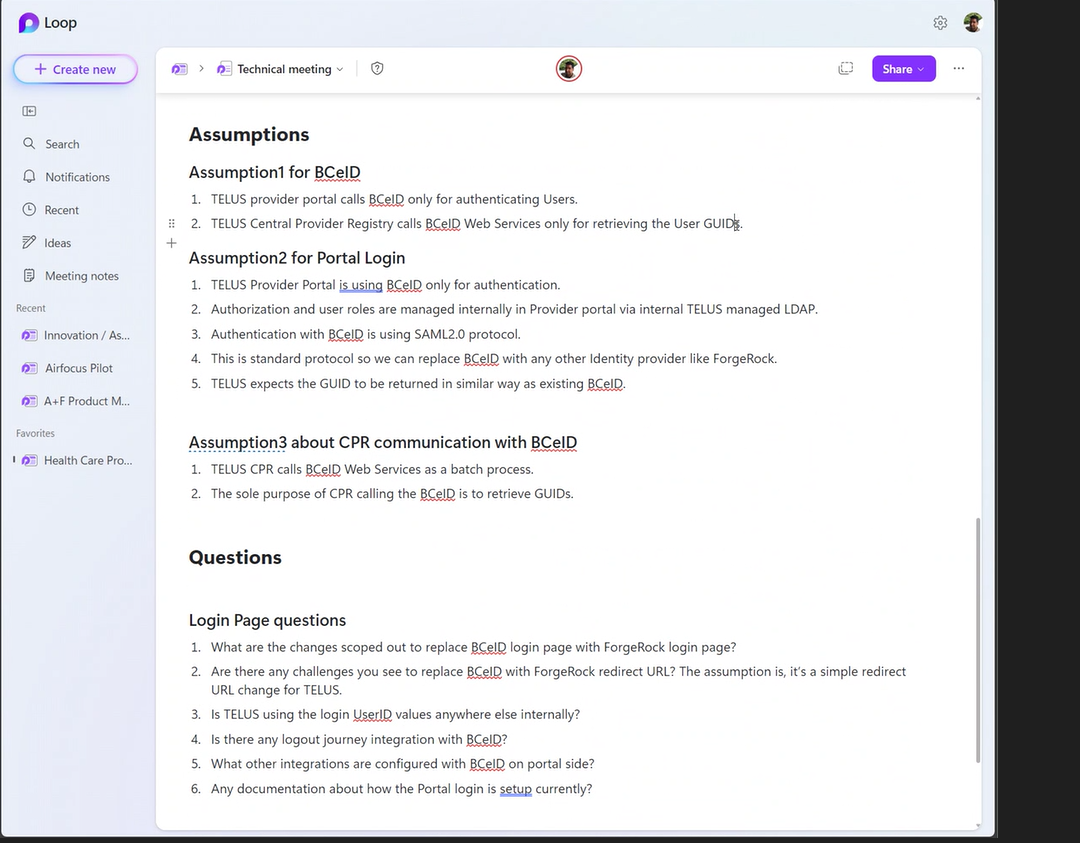 Loop
Create new
Technical meeting
Share
Search
Notifications
Recent
Ideas
Meeting notes
Recent
Innovation / As...
Airfocus Pilot
A+F Product M...
Favorites
Health Care Pro...
Assumptions
Assumption1 for BCeID
1. TELUS provider portal calls BCeID only for authenticating Users.
2. TELUS Central Provider Registry calls BCeID Web Services only for retrieving the User GUIDs.
Assumption2 for Portal Login
1. TELUS Provider Portal is using BCeID only for authentication.
2. Authorization and user roles are managed internally in Provider portal via internal TELUS managed LDAP.
3. Authentication with BCeID is using SAML2.0 protocol.
4. This is standard protocol so we can replace BCeID with any other Identity provider like ForgeRock.
5. TELUS expects the GUID to be returned in similar way as existing BCeID.
Assumption3 about CPR communication with BCeID
1. TELUS CPR calls BCeID Web Services as a batch process.
2. The sole purpose of CPR calling the BCeID is to retrieve GUIDs.
Questions
Login Page questions
1. What are the changes scoped out to replace BCeID login page with ForgeRock login page?
2. Are there any challenges you see to replace BCeID with ForgeRock redirect URL? The assumption is, it's a simple redirect
URL change for TELUS.
3. Is TELUS using the login UserID values anywhere else internally?
4. Is there any logout journey integration with BCeID?
5. What other integrations are configured with BCeID on portal side?
6. Any documentation about how the Portal login is setup currently?